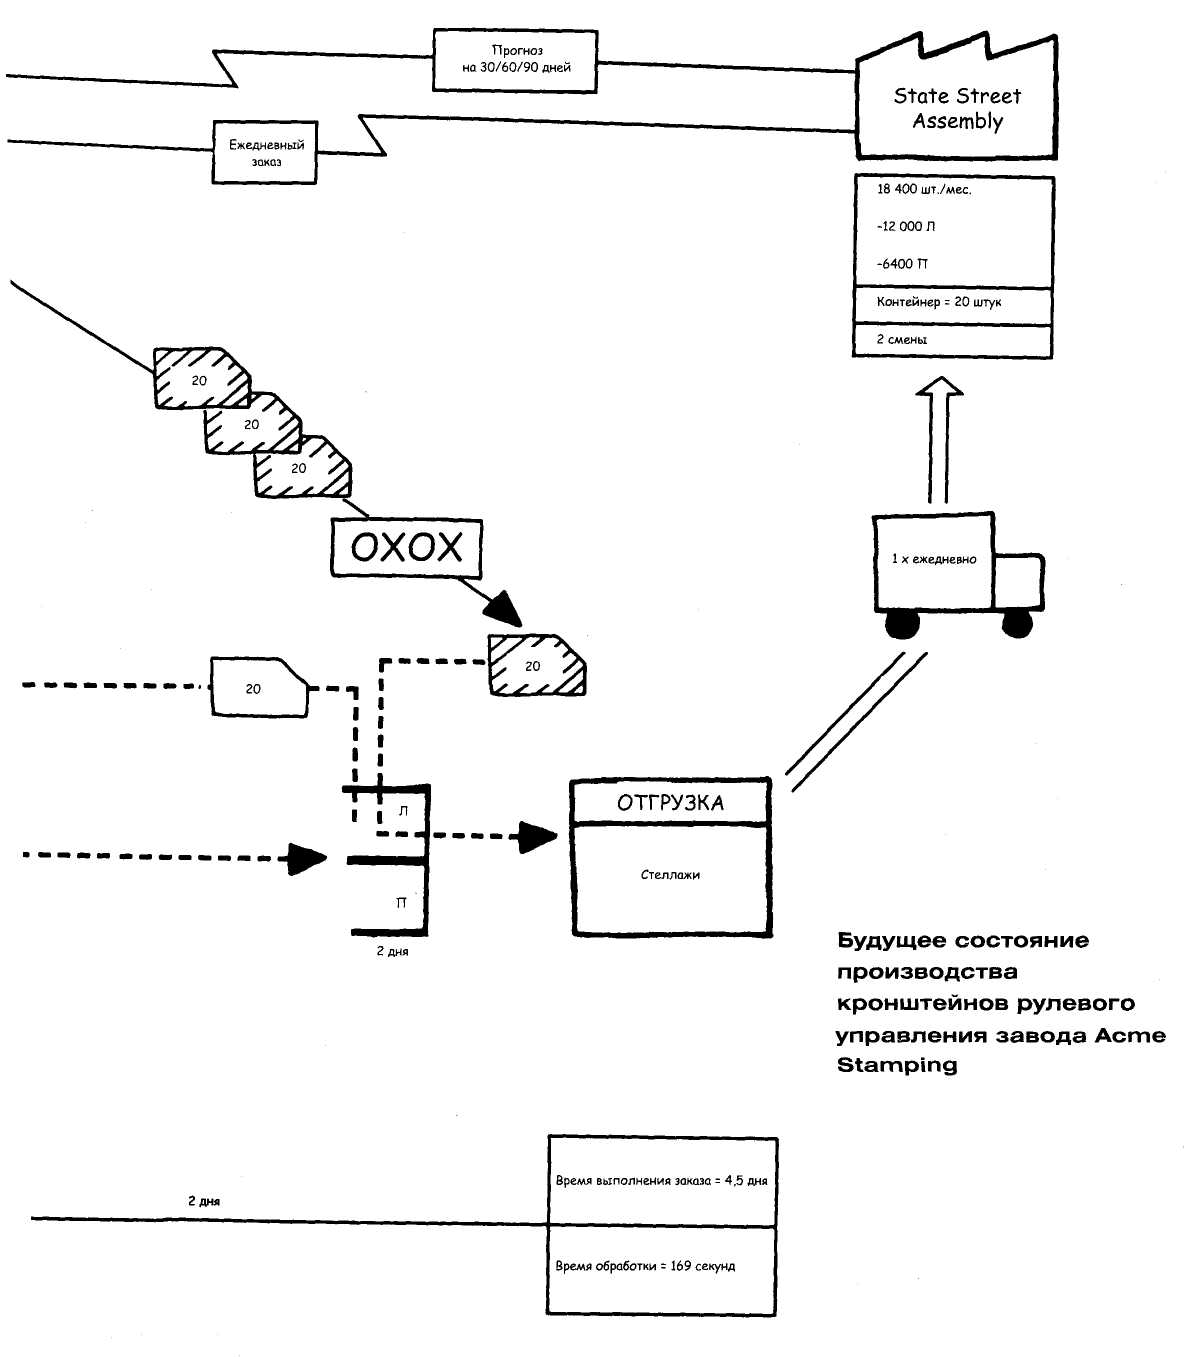 Прогноз
на 30/60/90 дней
State Street
Assembly
Ежедневный
заказ
18 400 шт./мес.
-12 000 Л
-6400 П
Контейнер = 20 штук
2 смены
20
20
20
OXOX
1 x ежедневно
20
20
Л
ОТГРУЗКА
Стеллажи
П
2 дня
Будущее состояние
производства
кронштейнов рулевого
управления завода Acme
Stamping
Время выполнения заказа = 4,5 дня
2 дня
Время обработки = 169 секунд